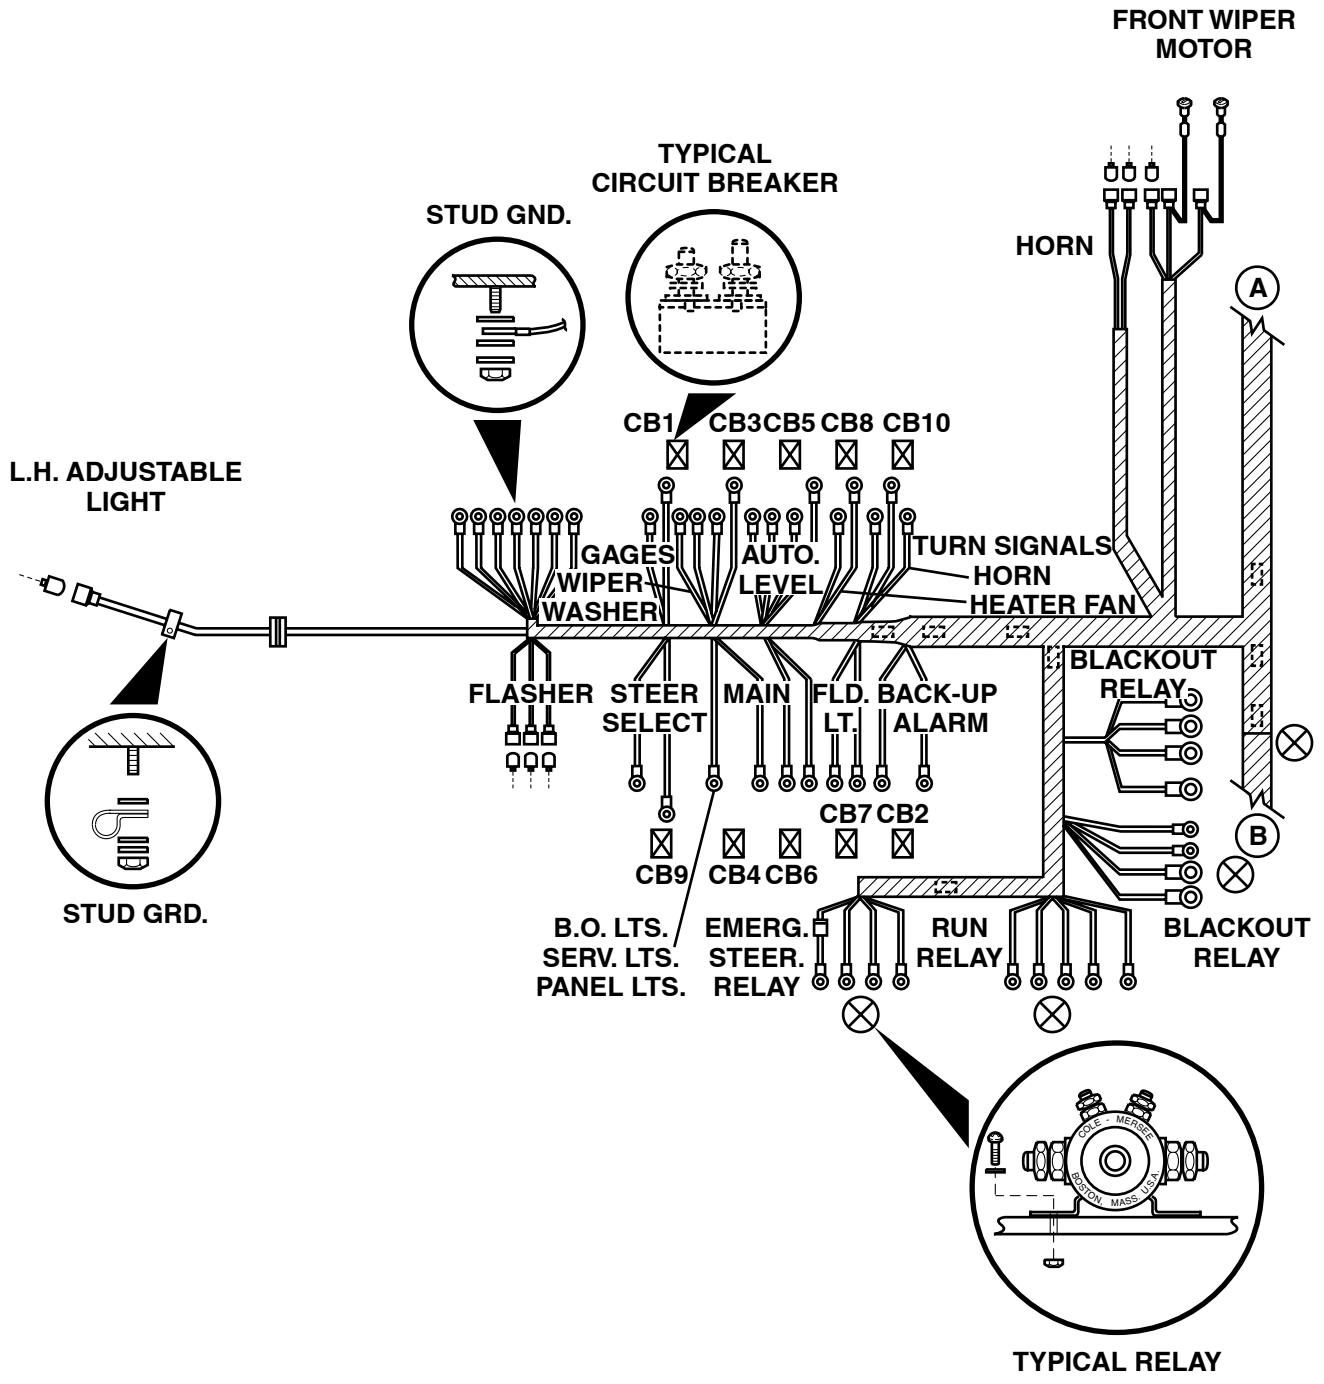 FRONT WIPER
MOTOR
TYPICAL
CIRCUIT BREAKER
STUD GND.
HORN
A
CB1 CB3 CB5 CB8 CB10
L.H. ADJUSTABLE
LIGHT
GAGES
WIPER
WASHER
AUTO.
LEVEL
TURN SIGNALS
HORN
HEATER FAN
FLASHER
STEER
SELECT
MAIN
FLD.
LT.
BACK-UP
ALARM
BLACKOUT
RELAY
CB7 CB2
B
CB9 CB4 CB6
STUD GRD.
B.O. LTS.
SERV. LTS.
PANEL LTS.
EMERG.
STEER.
RELAY
RUN
RELAY
BLACKOUT
RELAY
COLE - MERSEE
BOSTON, MASS. U.S.A.
TYPICAL RELAY